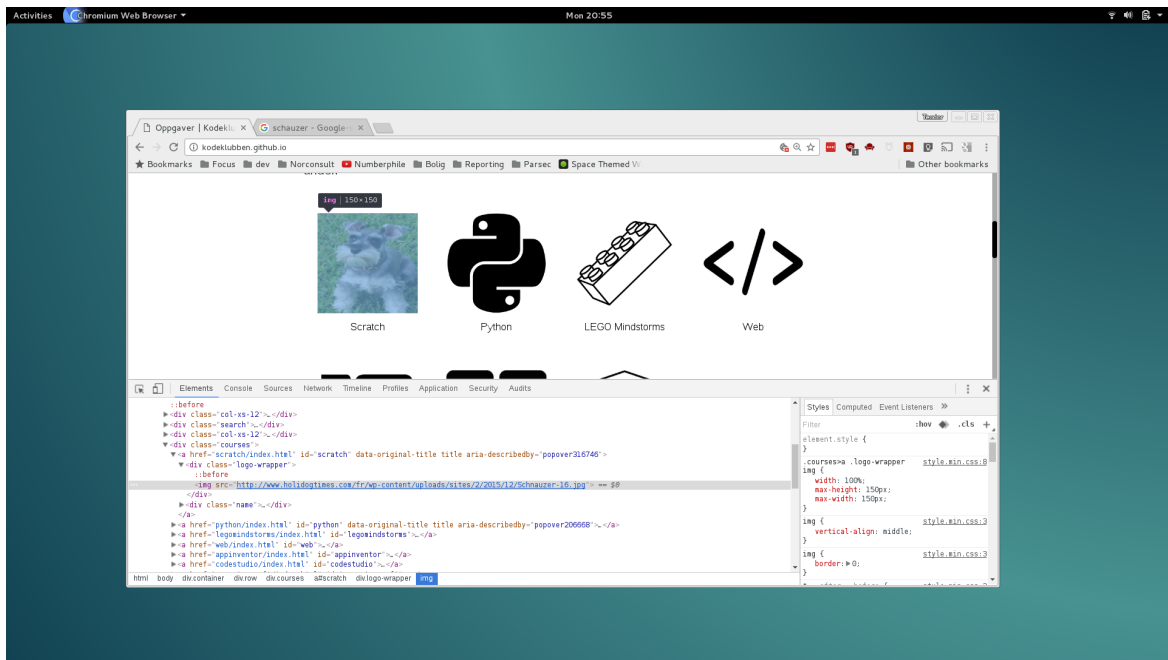 Activities
Chromium Web Browser
Mon 20:55
Oppgaver | Kodeklu
schauzer - Google-
kodeklubben.github.io
Bookmarks Focus dev Norconsult Numberphile Bolig Reporting Parsec Space Themed W
Other bookmarks
img | 150×150
Scratch Python LEGO Mindstorms Web
Elements Console Sources Network Timeline Profiles Application Security Audits
::before
<div class="col-xs-12">…</div>
<div class="search">…</div>
<div class="col-xs-12">…</div>
<div class="courses">
<a href="scratch/index.html" id="scratch" data-original-title title aria-describedby="popover316746">
<div class="logo-wrapper">
::before
<img src="http://www.holidogtimes.com/fr/wp-content/uploads/sites/2/2015/12/Schnauzer-16.jpg"> == $0
</div>
<div class="name">…</div>
</a>
<a href="python/index.html" id="python" data-original-title title aria-describedby="popover206668">…</a>
<a href="legomindstorms/index.html" id="legomindstorms">…</a>
<a href="web/index.html" id="web">…</a>
<a href="appinventor/index.html" id="appinventor">…</a>
<a href="codestudio/index.html" id="codestudio">…</a>
html body div.container div.row div.courses a#scratch div.logo-wrapper img
Styles Computed Event Listeners »
Filter :hov .cls +
element.style {
}
.courses>a .logo-wrapper style.min.css:8
img {
width: 100%;
max-height: 150px;
max-width: 150px;
}
img { style.min.css:3
vertical-align: middle;
}
img { style.min.css:3
border: 0;
}